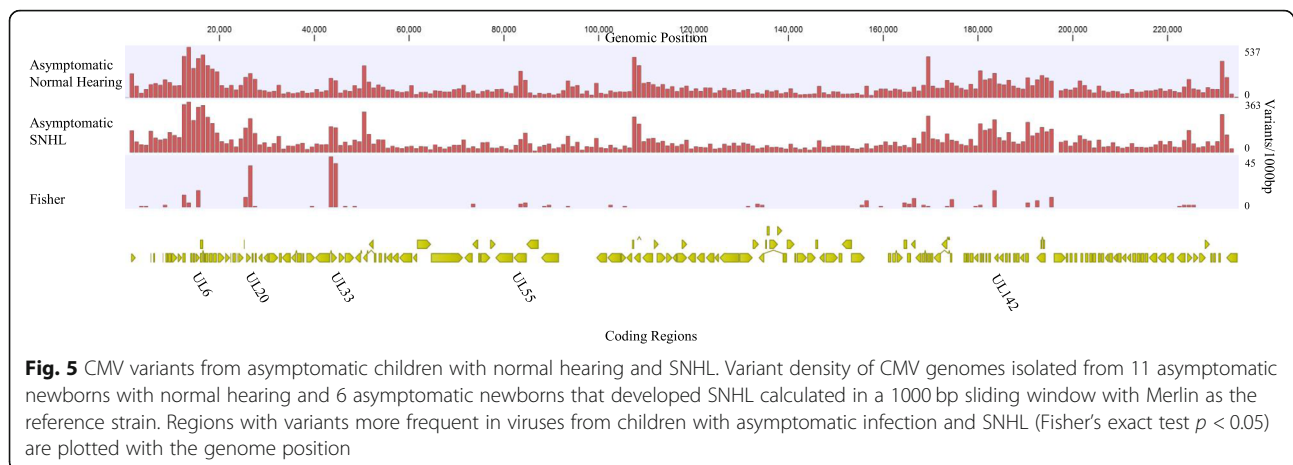 20,000 40,000 60,000 80,000 100,000 120,000 140,000 160,000 180,000 200,000 220,000
Genomic Position
Asymptomatic
Normal Hearing
537
0
Asymptomatic
SNHL
363
0
Fisher
45
0
Variants/1000bp
UL6 UL20 UL33 UL55 UL142
Coding Regions
Fig. 5 CMV variants from asymptomatic children with normal hearing and SNHL. Variant density of CMV genomes isolated from 11 asymptomatic
newborns with normal hearing and 6 asymptomatic newborns that developed SNHL calculated in a 1000 bp sliding window with Merlin as the
reference strain. Regions with variants more frequent in viruses from children with asymptomatic infection and SNHL (Fisher's exact test p < 0.05)
are plotted with the genome position